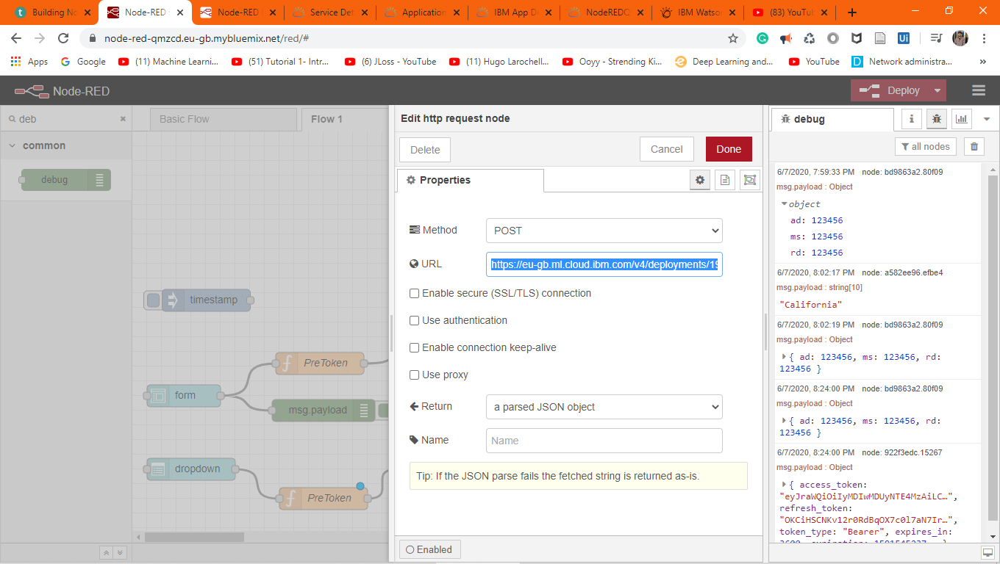 Building No
Node-RED :
Node-RED
Service Det
Application
IBM App De
NodeREDQ
IBM Watso
(83) YouTu
node-red-qmzcd.eu-gb.mybluemix.net/red/#
Apps
Google
(11) Machine Learni...
(51) Tutorial 1- Intr...
(6) JLoss - YouTube
(11) Hugo Larochell...
Ooyy - Strending Ki...
Deep Learning and...
YouTube
Network administra...
»
Node-RED
Deploy
deb
common
debug
Basic Flow
Flow 1
timestamp
PreToken
form
msg.payload
dropdown
PreToken
Edit http request node
Delete
Cancel
Done
Properties
Method
POST
URL
https://eu-gb.ml.cloud.ibm.com/v4/deployments/19
Enable secure (SSL/TLS) connection
Use authentication
Enable connection keep-alive
Use proxy
Return
a parsed JSON object
Name
Name
Tip: If the JSON parse fails the fetched string is returned as-is.
Enabled
debug
all nodes
6/7/2020, 7:59:33 PM node: bd9863a2.80f09
msg.payload : Object
object
ad: 123456
ms: 123456
rd: 123456
6/7/2020, 8:02:17 PM node: a582ee96.efbe4
msg.payload : string[10]
"California"
6/7/2020, 8:02:19 PM node: bd9863a2.80f09
msg.payload : Object
{ ad: 123456, ms: 123456, rd:
123456 }
6/7/2020, 8:24:00 PM node: bd9863a2.80f09
msg.payload : Object
{ ad: 123456, ms: 123456, rd:
123456 }
6/7/2020, 8:24:00 PM node: 922f3edc.15267
msg.payload : Object
{ access_token:
"eyJraWQiOiIyMDIwMDUyNTE4MzAiLC…",
refresh_token:
"OKCiHSCNKv12r0RdBqOX7c0l7aN7Ir…",
token_type: "Bearer", expires_in: